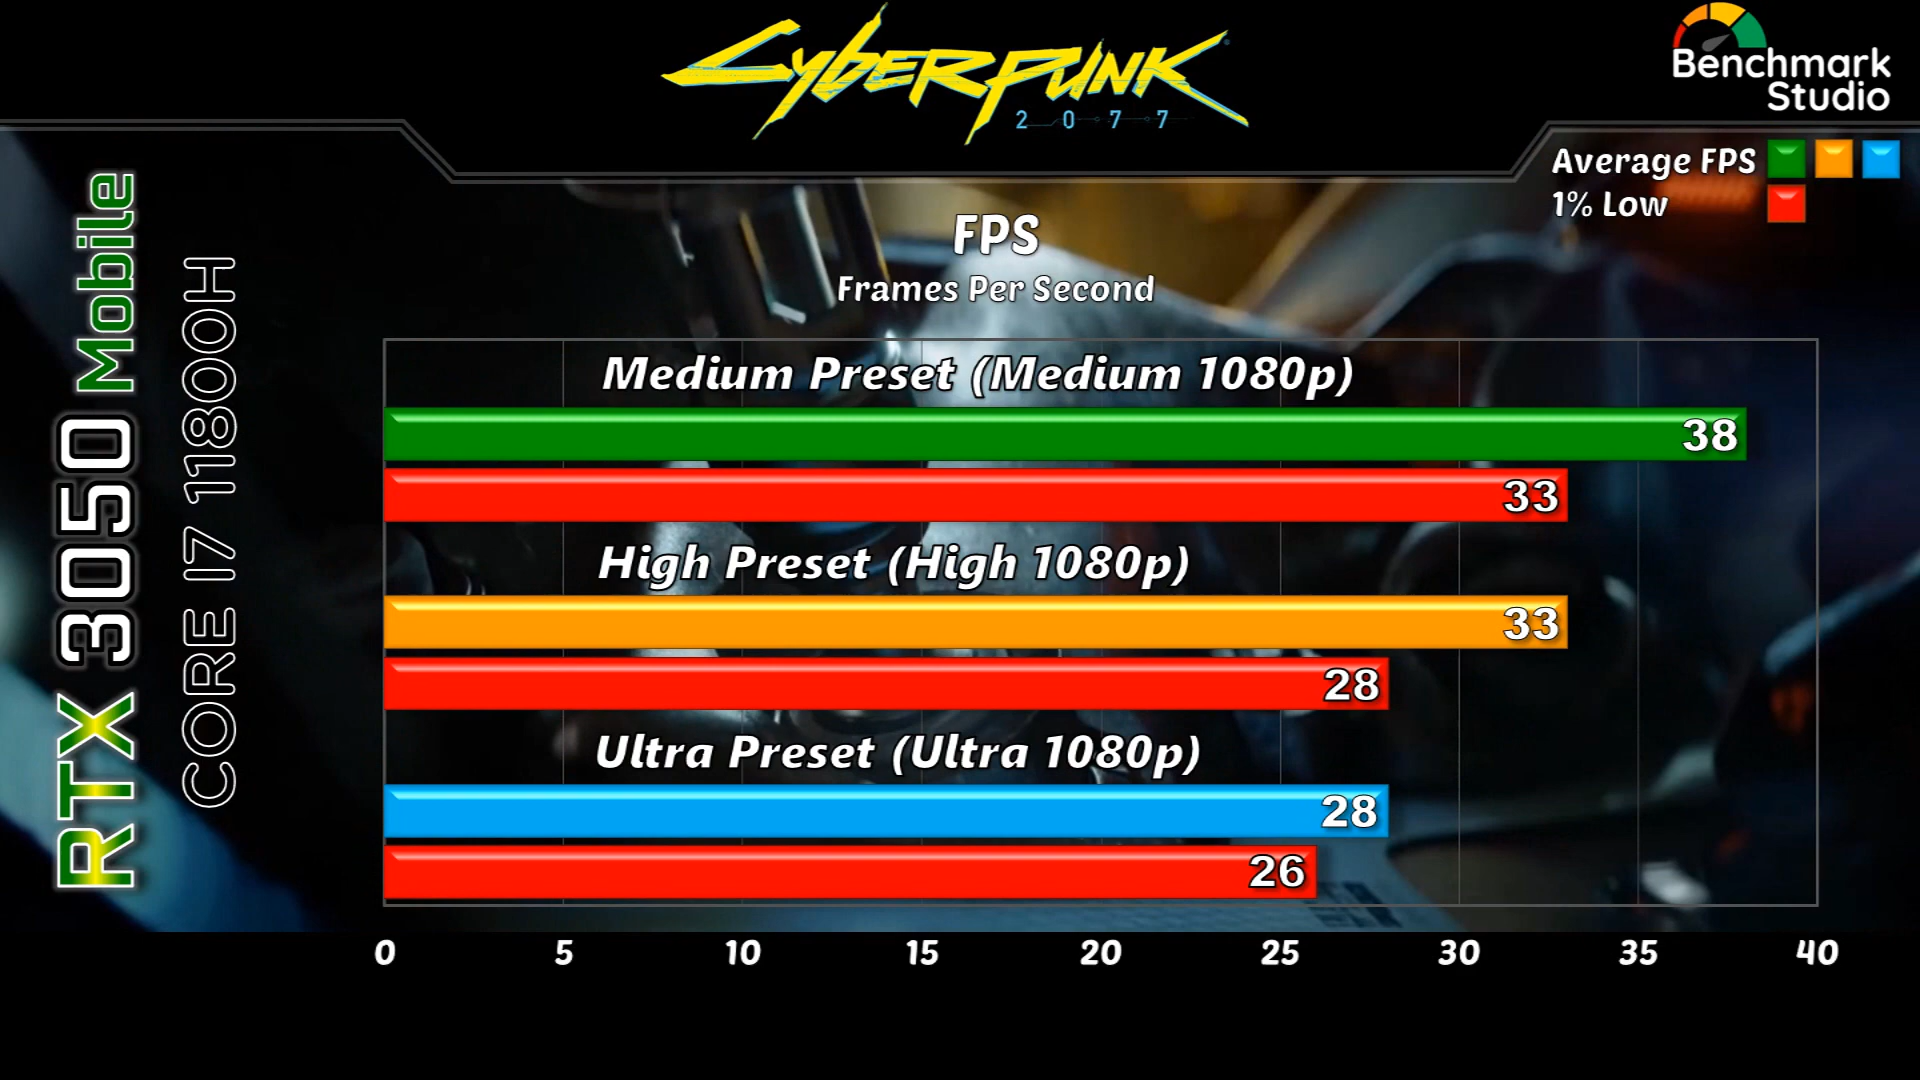 CYBERPUNK
2077
Benchmark
Studio
Average FPS
1% Low
RTX 3050 Mobile
CORE I7 11800H
FPS
Frames Per Second
Medium Preset (Medium 1080p)
38
33
High Preset (High 1080p)
33
28
Ultra Preset (Ultra 1080p)
28
26
0 5 10 15 20 25 30 35 40